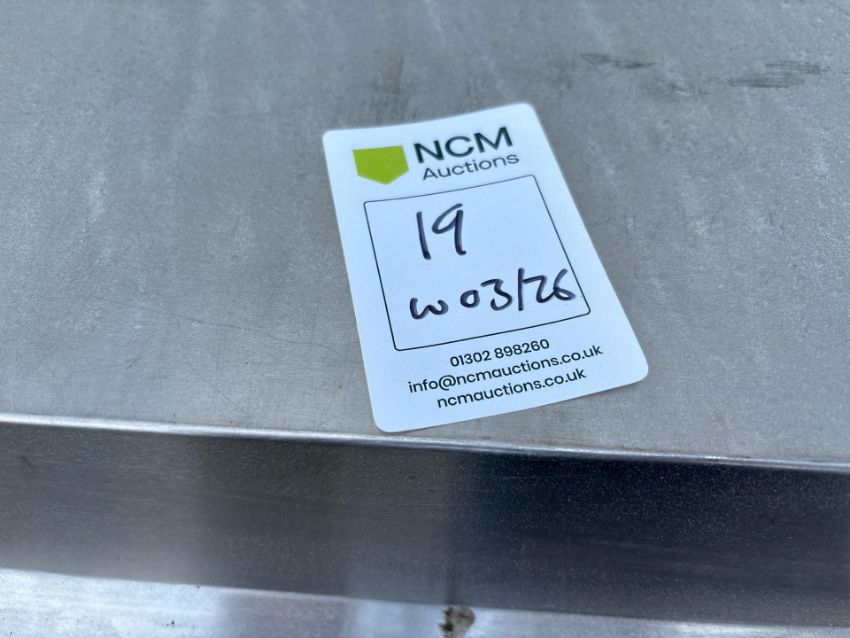 NCM
Auctions
19
W03/26
01302 898260
info@ncmauctions.co.uk
ncmauctions.co.uk